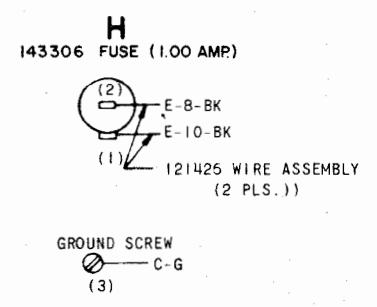 H
143306 FUSE (1.00 AMP.)
(2)
E-8-BK
E-10-BK
(1)
121425 WIRE ASSEMBLY
(2 PLS.))
GROUND SCREW
C-G
(3)